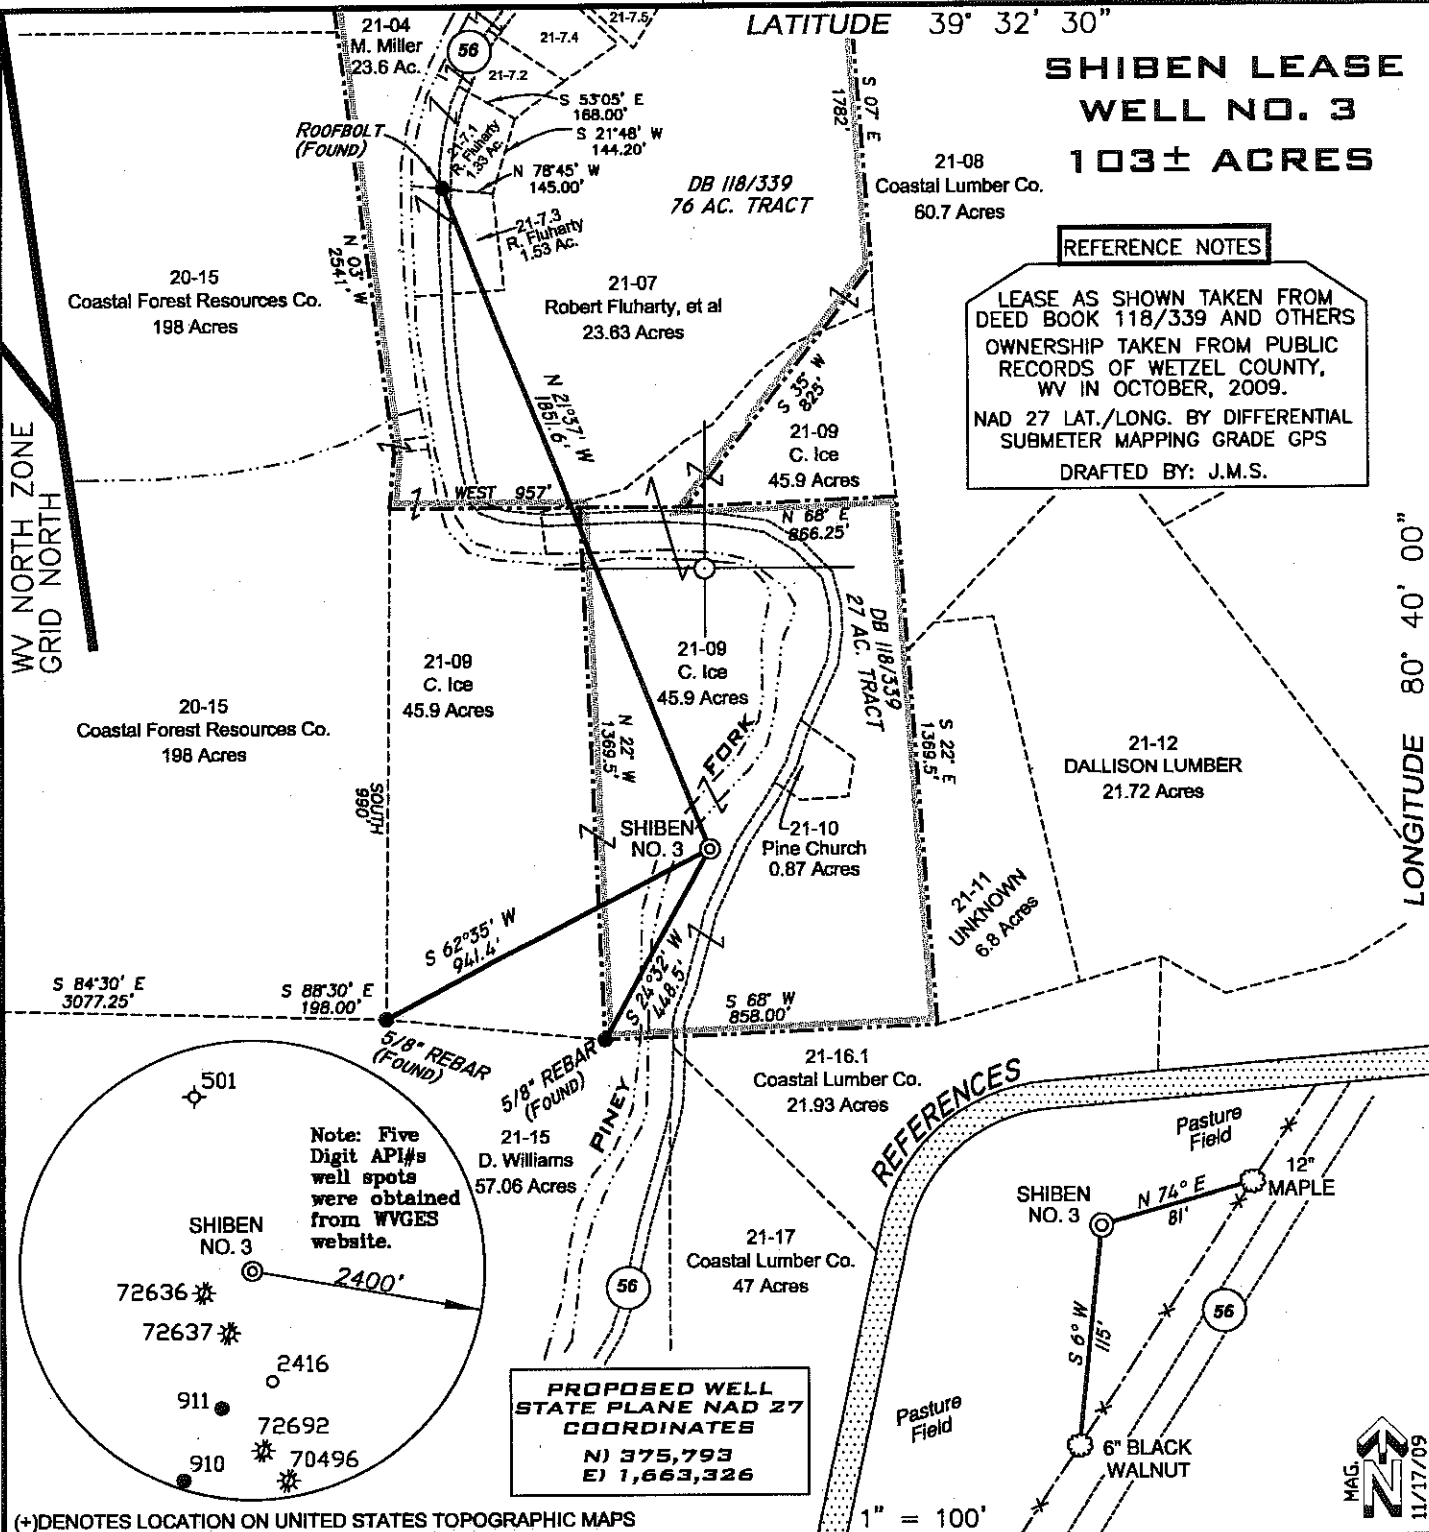 LATITUDE 39° 32' 30"
SHIBEN LEASE
WELL NO. 3
103± ACRES
21-04
M. Miller
23.6 Ac.
56
21-7.5
21-7.4
21-7.2
S 53°05' E
168.00'
S 21°48' W
144.20'
N 78°45' W
145.00'
21-7.1
R. Fluharty
1.33 Ac.
ROOFBOLT
(FOUND)
21-7.3
R. Fluharty
1.53 Ac.
DB 118/339
76 AC. TRACT
S 07° E
1782'
21-08
Coastal Lumber Co.
60.7 Acres
REFERENCE NOTES
LEASE AS SHOWN TAKEN FROM
DEED BOOK 118/339 AND OTHERS
OWNERSHIP TAKEN FROM PUBLIC
RECORDS OF WETZEL COUNTY,
WV IN OCTOBER, 2009.
NAD 27 LAT./LONG. BY DIFFERENTIAL
SUBMETER MAPPING GRADE GPS
DRAFTED BY: J.M.S.
N 03° W
2541'
20-15
Coastal Forest Resources Co.
198 Acres
21-07
Robert Fluharty, et al
23.63 Acres
N 21°37' W
1851.6'
S 35° W
825'
21-09
C. Ice
45.9 Acres
WV NORTH ZONE
GRID NORTH
WEST 957'
N 68° E
866.25'
LONGITUDE 80° 40' 00"
DB 118/339
27 AC. TRACT
21-09
C. Ice
45.9 Acres
21-09
C. Ice
45.9 Acres
20-15
Coastal Forest Resources Co.
198 Acres
N 22° W
1369.5'
S 22° E
1369.5'
21-12
DALLISON LUMBER
21.72 Acres
SOUTH
990'
FORK
SHIBEN
NO. 3
21-10
Pine Church
0.87 Acres
21-11
UNKNOWN
6.8 Acres
S 62°35' W
941.4'
S 24°32' W
448.5'
S 84°30' E
3077.25'
S 88°30' E
198.00'
S 68° W
858.00'
5/8" REBAR
(FOUND)
5/8" REBAR
(FOUND)
PINEY
21-16.1
Coastal Lumber Co.
21.93 Acres
21-15
D. Williams
57.06 Acres
21-17
Coastal Lumber Co.
47 Acres
56
501
Note: Five
Digit API#s
well spots
were obtained
from WVGES
website.
SHIBEN
NO. 3
2400'
72636
72637
2416
911
72692
910
70496
PROPOSED WELL
STATE PLANE NAD 27
COORDINATES
N) 375,793
E) 1,663,326
REFERENCES
Pasture
Field
SHIBEN
NO. 3
N 74° E
81'
12"
MAPLE
S 6° W
115'
56
Pasture
Field
6" BLACK
WALNUT
1" = 100'
MAG.
N
11/17/09
(+)DENOTES LOCATION ON UNITED STATES TOPOGRAPHIC MAPS